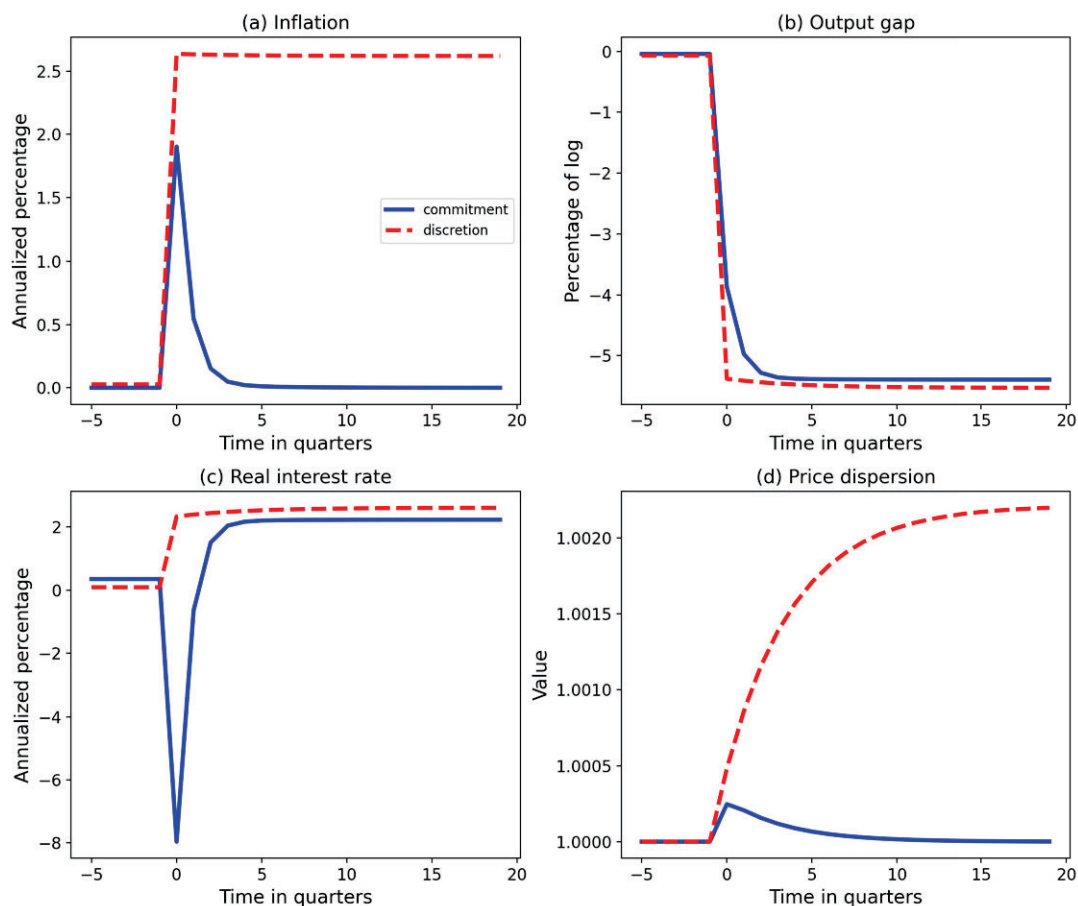 (a) Inflation
Annualized percentage
2.5
2.0
1.5
1.0
0.5
0.0
commitment
discretion
−5 0 5 10 15 20
Time in quarters
(b) Output gap
Percentage of log
0
−1
−2
−3
−4
−5
−5 0 5 10 15 20
Time in quarters
(c) Real interest rate
Annualized percentage
2
0
−2
−4
−6
−8
−5 0 5 10 15 20
Time in quarters
(d) Price dispersion
Value
1.0020
1.0015
1.0010
1.0005
1.0000
−5 0 5 10 15 20
Time in quarters